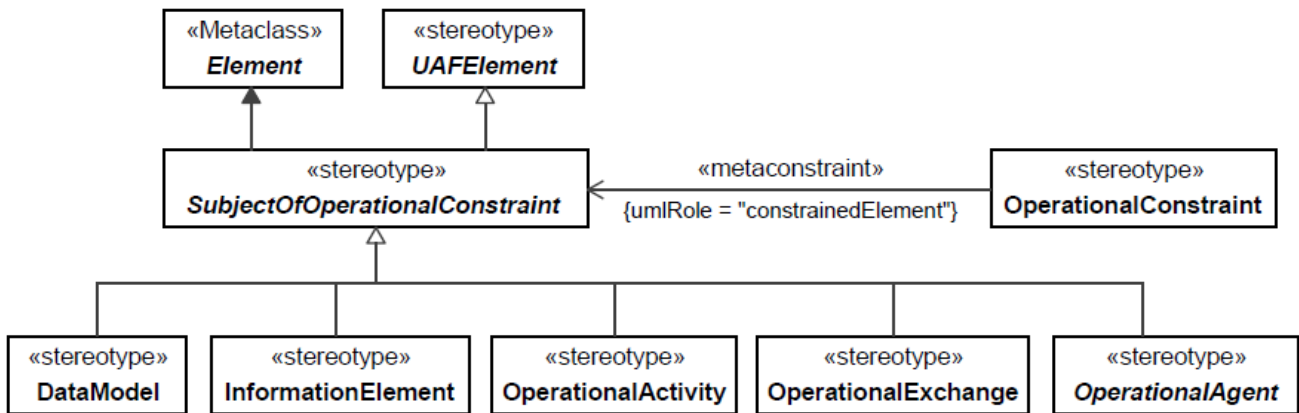 «Metaclass»
Element
«stereotype»
UAFElement
«stereotype»
SubjectOfOperationalConstraint
«metaconstraint»
{umlRole = "constrainedElement"}
«stereotype»
OperationalConstraint
«stereotype»
DataModel
«stereotype»
InformationElement
«stereotype»
OperationalActivity
«stereotype»
OperationalExchange
«stereotype»
OperationalAgent